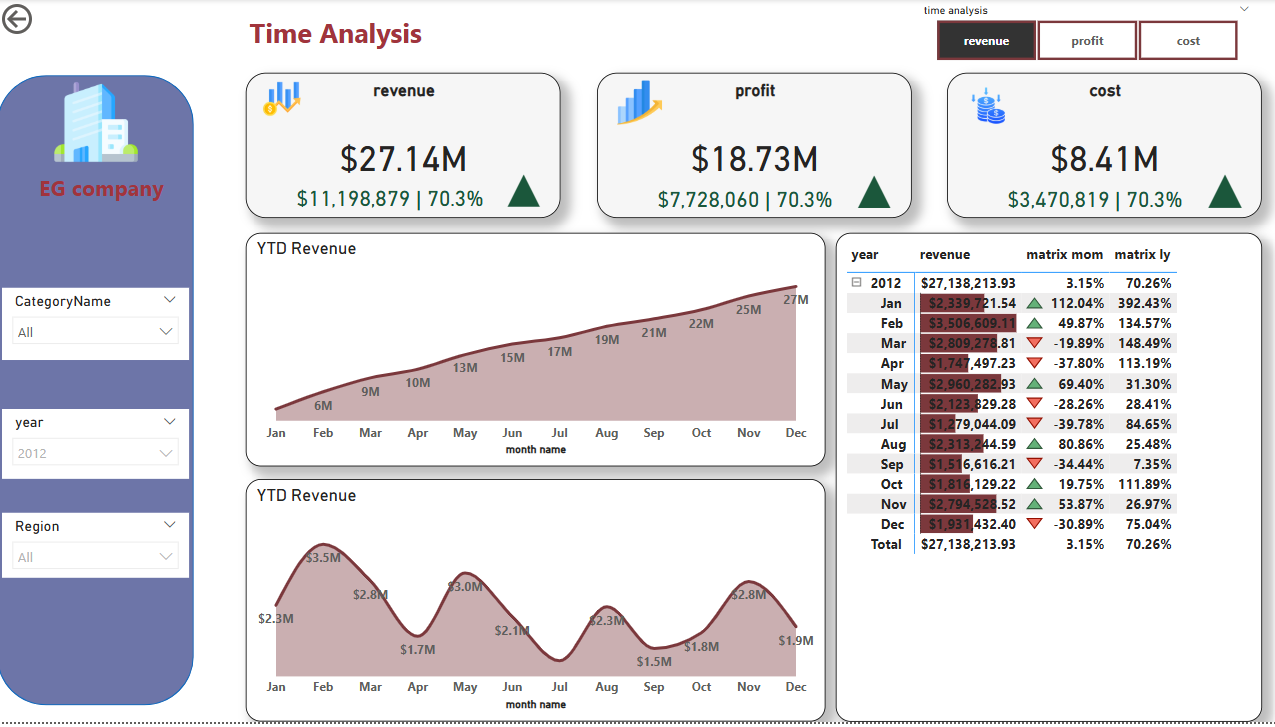 Time Analysis
time analysis
revenue profit cost
EG company
CategoryName
All
year
2012
Region
All
revenue
$27.14M
$11,198,879 | 70.3%
profit
$18.73M
$7,728,060 | 70.3%
cost
$8.41M
$3,470,819 | 70.3%
YTD Revenue
6M 9M 10M 13M 15M 17M 19M 21M 22M 25M 27M
Jan Feb Mar Apr May Jun Jul Aug Sep Oct Nov Dec
month name
YTD Revenue
$2.3M $3.5M $2.8M $1.7M $3.0M $2.1M $2.3M $1.5M $1.8M $2.8M $1.9M
Jan Feb Mar Apr May Jun Jul Aug Sep Oct Nov Dec
month name
year revenue matrix mom matrix ly
2012 $27,138,213.93 3.15% 70.26%
Jan $2,339,721.54 112.04% 392.43%
Feb $3,506,609.11 49.87% 134.57%
Mar $2,809,278.81 -19.89% 148.49%
Apr $1,747,497.23 -37.80% 113.19%
May $2,960,282.93 69.40% 31.30%
Jun $2,123,829.28 -28.26% 28.41%
Jul $1,279,044.09 -39.78% 84.65%
Aug $2,313,244.59 80.86% 25.48%
Sep $1,516,616.21 -34.44% 7.35%
Oct $1,816,129.22 19.75% 111.89%
Nov $2,794,528.52 53.87% 26.97%
Dec $1,931,432.40 -30.89% 75.04%
Total $27,138,213.93 3.15% 70.26%